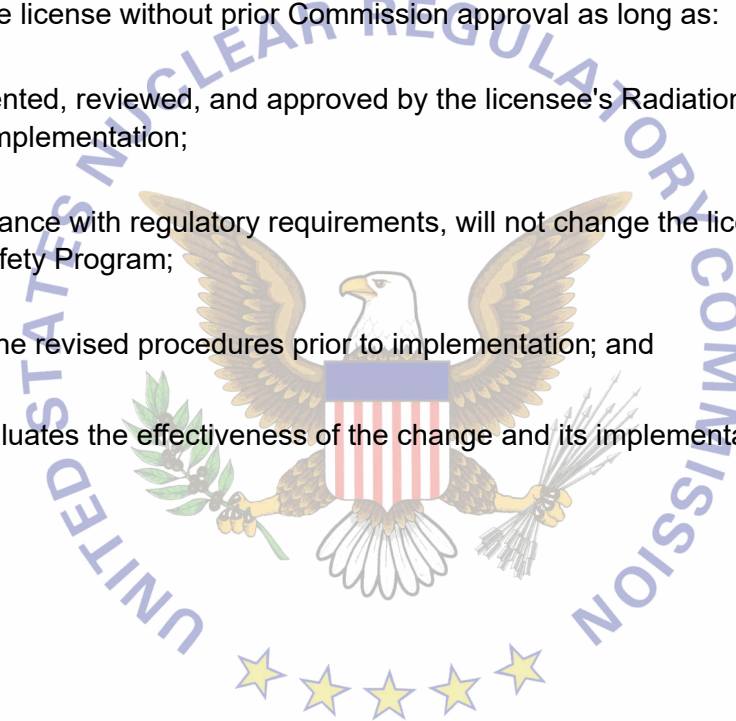 e license without prior Commission approval as long as:
ented, reviewed, and approved by the licensee's Radiation
mplementation;
ance with regulatory requirements, will not change the lice
fety Program;
he revised procedures prior to implementation; and
luates the effectiveness of the change and its implementa
UNITED STATES NUCLEAR REGULATORY COMMISSION